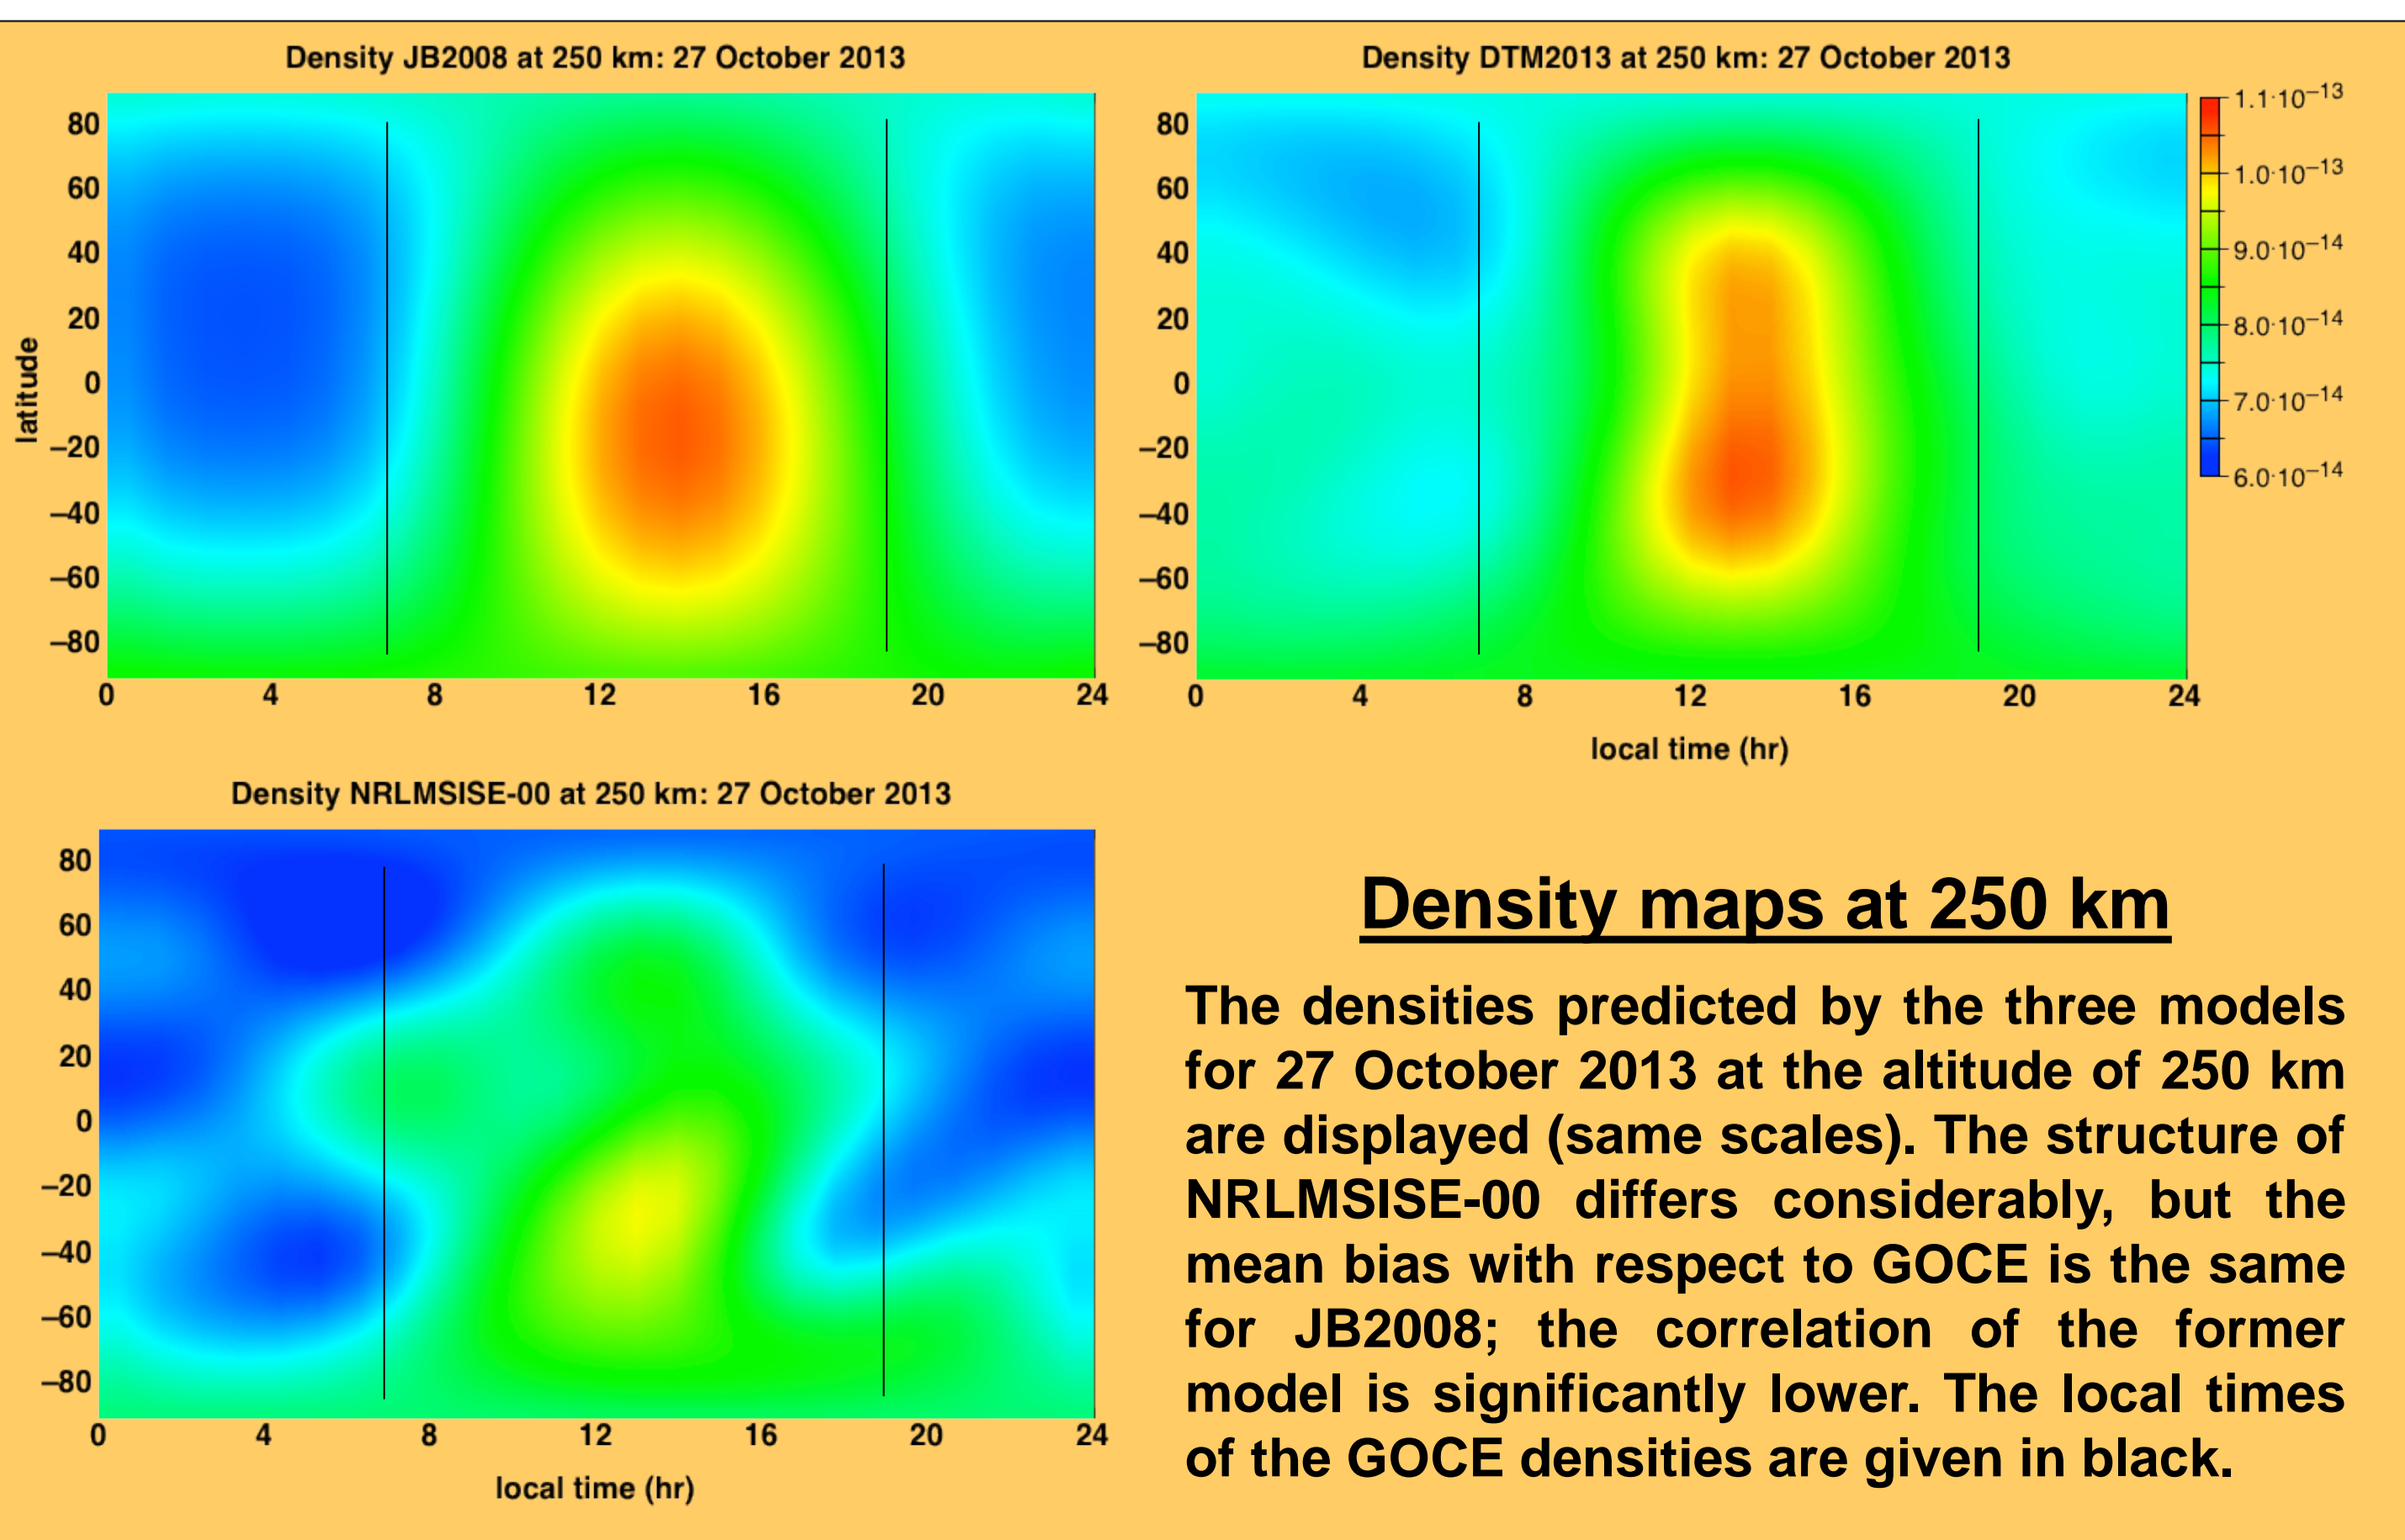 Density JB2008 at 250 km: 27 October 2013
80
60
40
20
0
−20
−40
−60
−80
latitude
0 4 8 12 16 20 24
Density DTM2013 at 250 km: 27 October 2013
80
60
40
20
0
−20
−40
−60
−80
0 4 8 12 16 20 24
local time (hr)
1.1·10−13
1.0·10−13
9.0·10−14
8.0·10−14
7.0·10−14
6.0·10−14
Density NRLMSISE-00 at 250 km: 27 October 2013
80
60
40
20
0
−20
−40
−60
−80
0 4 8 12 16 20 24
local time (hr)
Density maps at 250 km
The densities predicted by the three models
for 27 October 2013 at the altitude of 250 km
are displayed (same scales). The structure of
NRLMSISE-00 differs considerably, but the
mean bias with respect to GOCE is the same
for JB2008; the correlation of the former
model is significantly lower. The local times
of the GOCE densities are given in black.